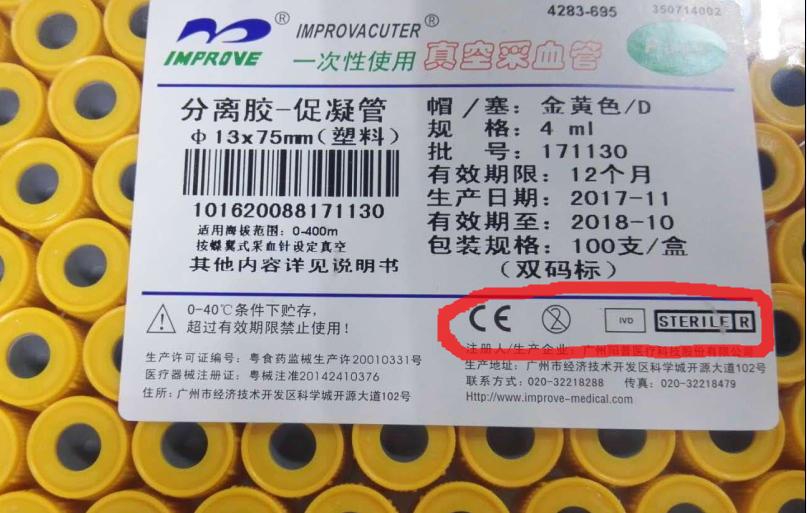 4283-695 350714002
IMPROVE® IMPROVACUTER®
一次性使用 真空采血管
分离胶-促凝管
Φ 13x75mm(塑料)
101620088171130
适用海拔范围: 0-400m
按蝶翼式采血针设定真空
其他内容详见说明书
帽/塞: 金黄色/D
规 格: 4 ml
批 号: 171130
有效期限: 12个月
生产日期: 2017-11
有效期至: 2018-10
包装规格: 100支/盒
(双码标)
0-40℃条件下贮存,
超过有效期限禁止使用!
CE 2 IVD STERILE R
生产许可证编号: 粤食药监械生产许20010331号
医疗器械注册证: 粤械注准20142410376
住所: 广州市经济技术开发区科学城开源大道102号
注册人/生产企业: 广州阳普医疗科技股份有限公司
生产地址: 广州市经济技术开发区科学城开源大道102号
联系方式: 020-32218288 传真: 020-32218479
Http://www.improve-medical.com